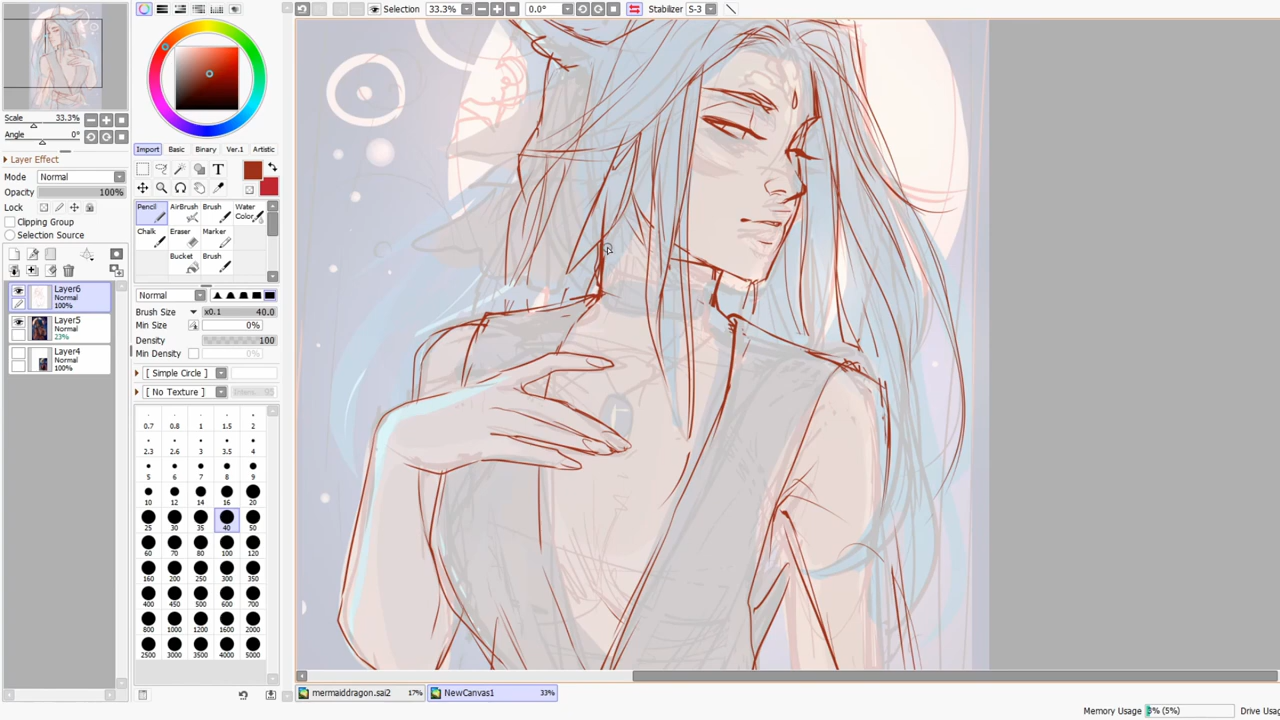 Selection 33.3% 0.0° Stabilizer S-3
Scale 33.3%
Angle 0°
Layer Effect
Mode Normal
Opacity 100%
Lock
Clipping Group
Selection Source
Layer6
Normal
100%
Layer5
Normal
23%
Layer4
Normal
100%
Import Basic Binary Ver.1 Artistic
T
Pencil AirBrush Brush Water Color
Chalk Eraser Marker
Bucket Brush
Normal
Brush Size x0.1 40.0
Min Size 0%
Density 100
Min Density
[ Simple Circle ]
[ No Texture ]
0.7 0.8 1 1.5 2
2.3 2.6 3 3.5 4
5 6 7 8 9
10 12 14 16 20
25 30 35 40 50
60 70 80 100 120
160 200 250 300 350
400 450 500 600 700
800 1000 1200 1600 2000
2500 3000 3500 4000 5000
mermaiddragon.sai2 17% NewCanvas1 33%
Memory Usage (5%) Drive Usag